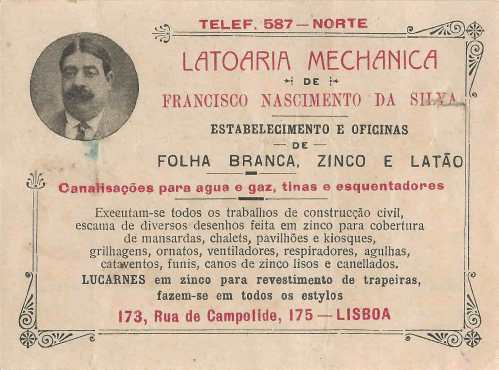 TELEF. 587—NORTE
LATOARIA MECHANICA
DE
FRANCISCO NASCIMENTO DA SILVA
ESTABELECIMENTO E OFICINAS
— DE —
FOLHA BRANCA, ZINCO E LATÃO
Canalisações para agua e gaz, tinas e esquentadores
Executam-se todos os trabalhos de construcção civil,
escama de diversos desenhos feita em zinco para cobertura
de mansardas, chalets, pavilhões e kiosques,
grilhagens, ornatos, ventiladores, respiradores, agulhas,
cataventos, funis, canos de zinco lisos e canellados.
LUCARNES em zinco para revestimento de trapeiras,
fazem-se em todos os estylos
173, Rua de Campolide, 175 — LISBOA